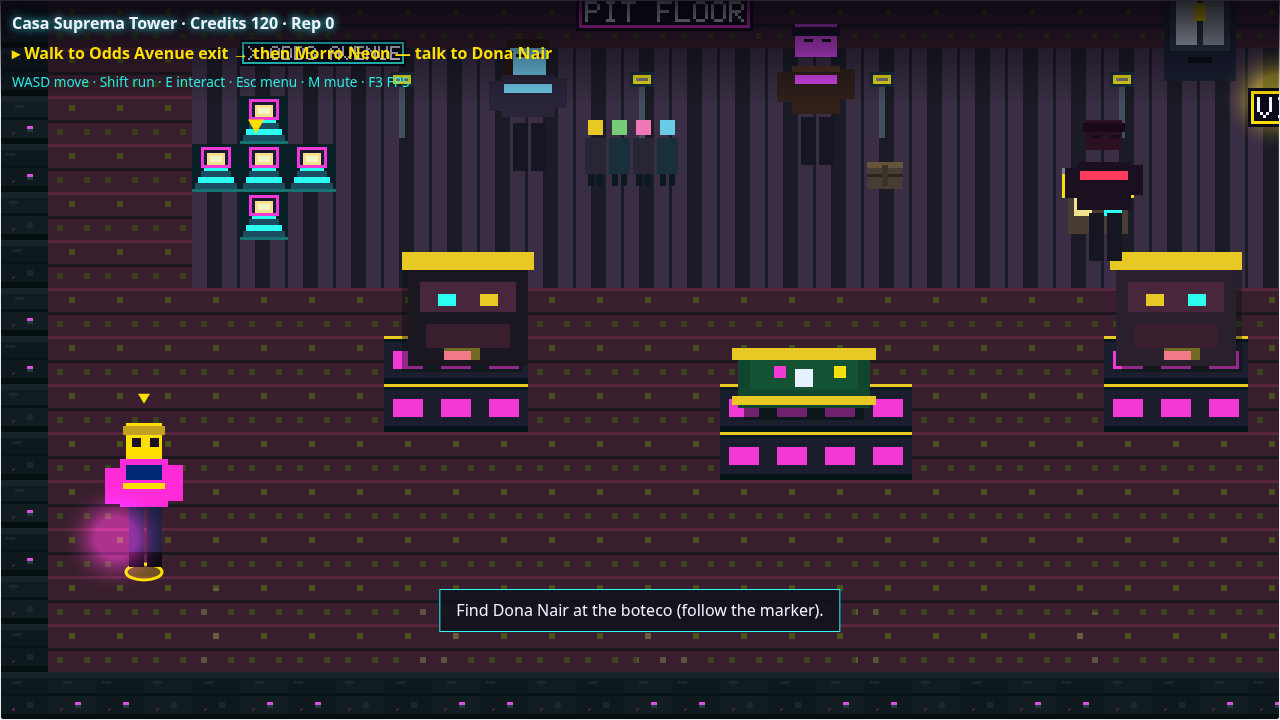 Casa Suprema Tower · Credits 120 · Rep 0
PIT FLOOR
▸ Walk to Odds Avenue exit → then Morro Neon — talk to Dona Nair
WASD move · Shift run · E interact · Esc menu · M mute · F3 FPS
Find Dona Nair at the boteco (follow the marker).